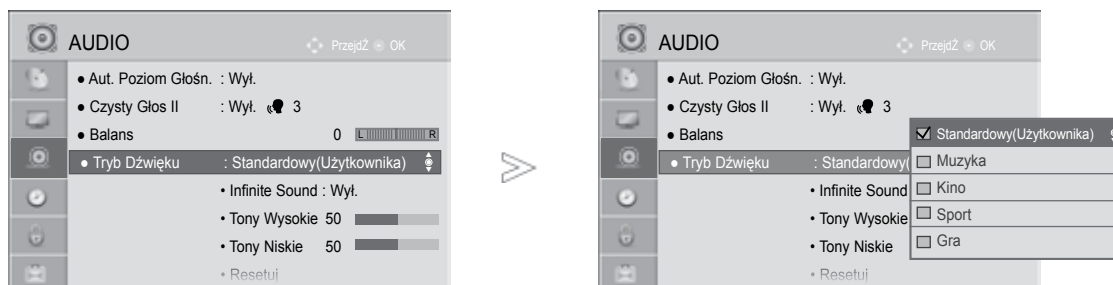 AUDIO
PrzejdŹ OK
● Aut. Poziom Głośn. : Wył.
● Czysty Głos II : Wył. 3
● Balans 0 L R
● Tryb Dźwięku : Standardowy(Użytkownika)
• Infinite Sound : Wył.
• Tony Wysokie 50
• Tony Niskie 50
• Resetuj
AUDIO
PrzejdŹ OK
● Aut. Poziom Głośn. : Wył.
● Czysty Głos II : Wył. 3
● Balans
● Tryb Dźwięku : Standardowy(
• Infinite Sound
• Tony Wysokie
• Tony Niskie
• Resetuj
Standardowy(Użytkownika)
Muzyka
Kino
Sport
Gra